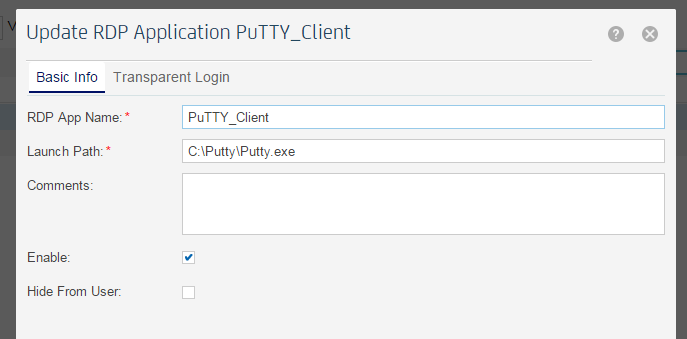 Update RDP Application PuTTY_Client
Basic Info Transparent Login
RDP App Name:* PuTTY_Client
Launch Path:* C:\Putty\Putty.exe
Comments:
Enable:
Hide From User: